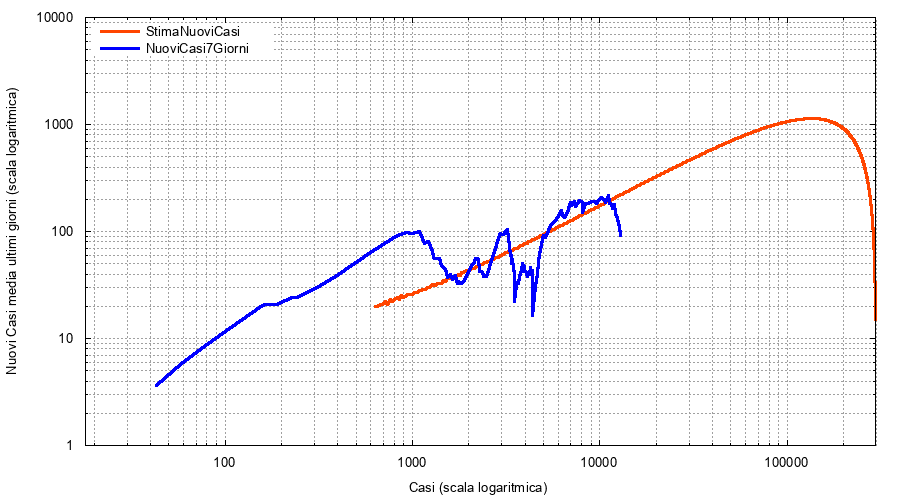 10000
1000
100
10
1
StimaNuoviCasi
NuoviCasi7Giorni
Nuovi Casi media ultimi giorni (scala logaritmica)
100 1000 10000 100000
Casi (scala logaritmica)